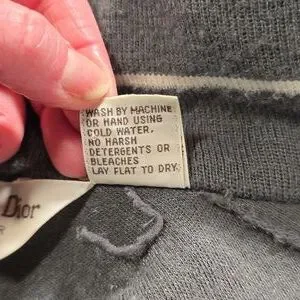 WASH BY MACHINE
OR HAND USING
COLD WATER,
NO HARSH
DETERGENTS OR
BLEACHES
LAY FLAT TO DRY
Dior